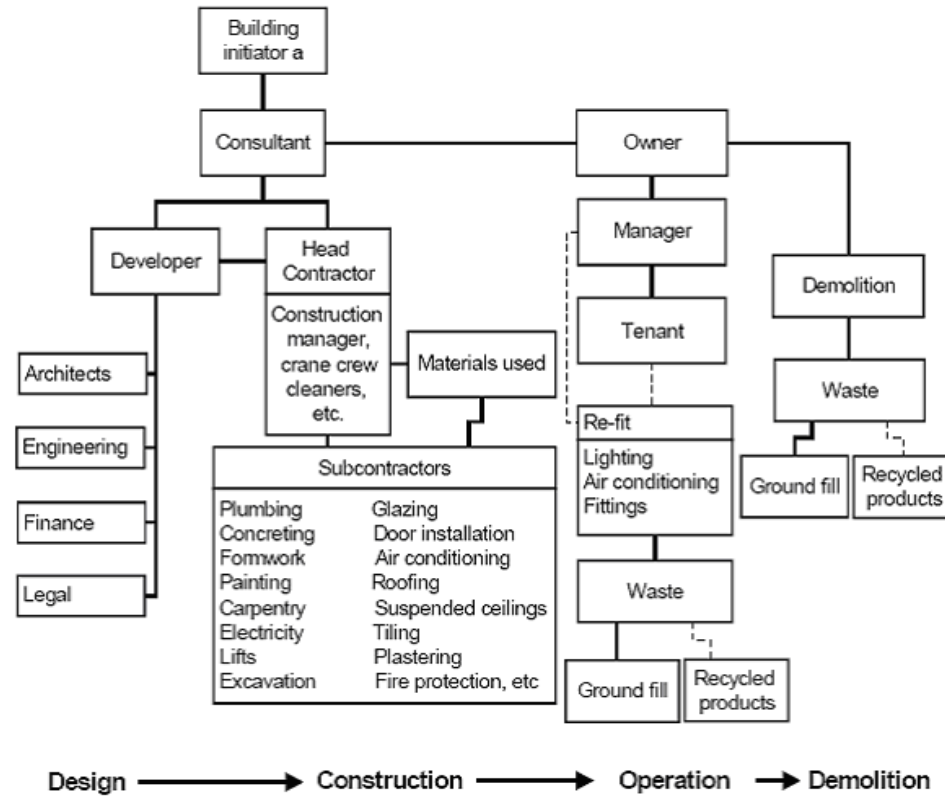 Building
initiator a
Consultant
Owner
Developer
Head
Contractor
Construction
manager,
crane crew
cleaners,
etc.
Materials used
Manager
Tenant
Demolition
Architects
Engineering
Finance
Legal
Subcontractors
Plumbing Glazing
Concreting Door installation
Formwork Air conditioning
Painting Roofing
Carpentry Suspended ceilings
Electricity Tiling
Lifts Plastering
Excavation Fire protection, etc
Re-fit
Lighting
Air conditioning
Fittings
Waste
Ground fill
Recycled
products
Waste
Ground fill
Recycled
products
Design Construction Operation Demolition